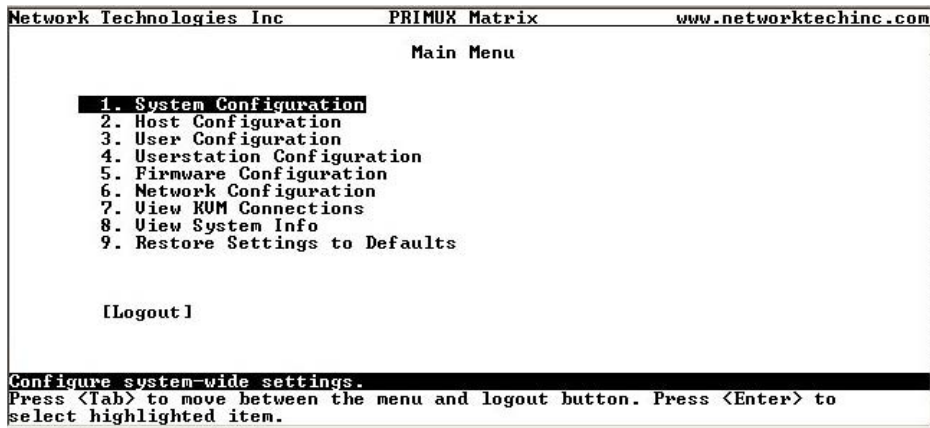 Network Technologies Inc PRIMUX Matrix www.networktechinc.com
Main Menu
1. System Configuration
2. Host Configuration
3. User Configuration
4. Userstation Configuration
5. Firmware Configuration
6. Network Configuration
7. View KVM Connections
8. View System Info
9. Restore Settings to Defaults
[Logout]
Configure system-wide settings.
Press <Tab> to move between the menu and logout button. Press <Enter> to
select highlighted item.